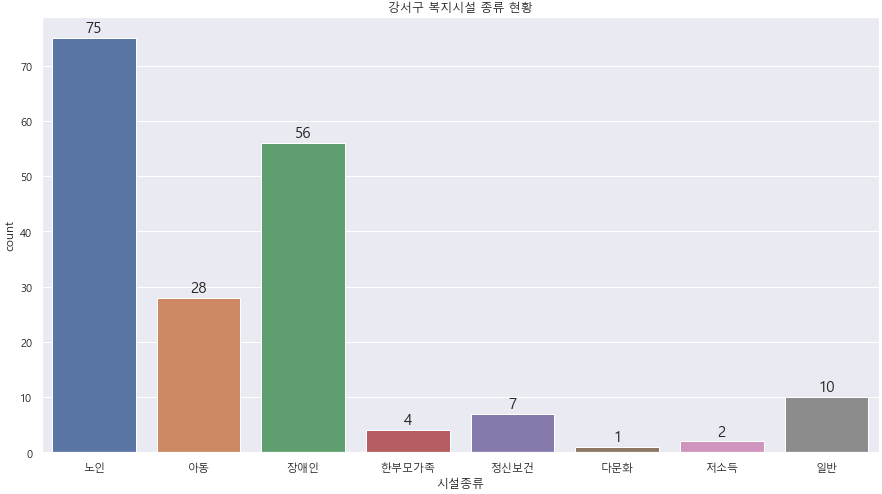 강서구 복지시설 종류 현황
count
70
60
50
40
30
20
10
0
75
28
56
4
7
1
2
10
노인
아동
장애인
한부모가족
정신보건
다문화
저소득
일반
시설종류